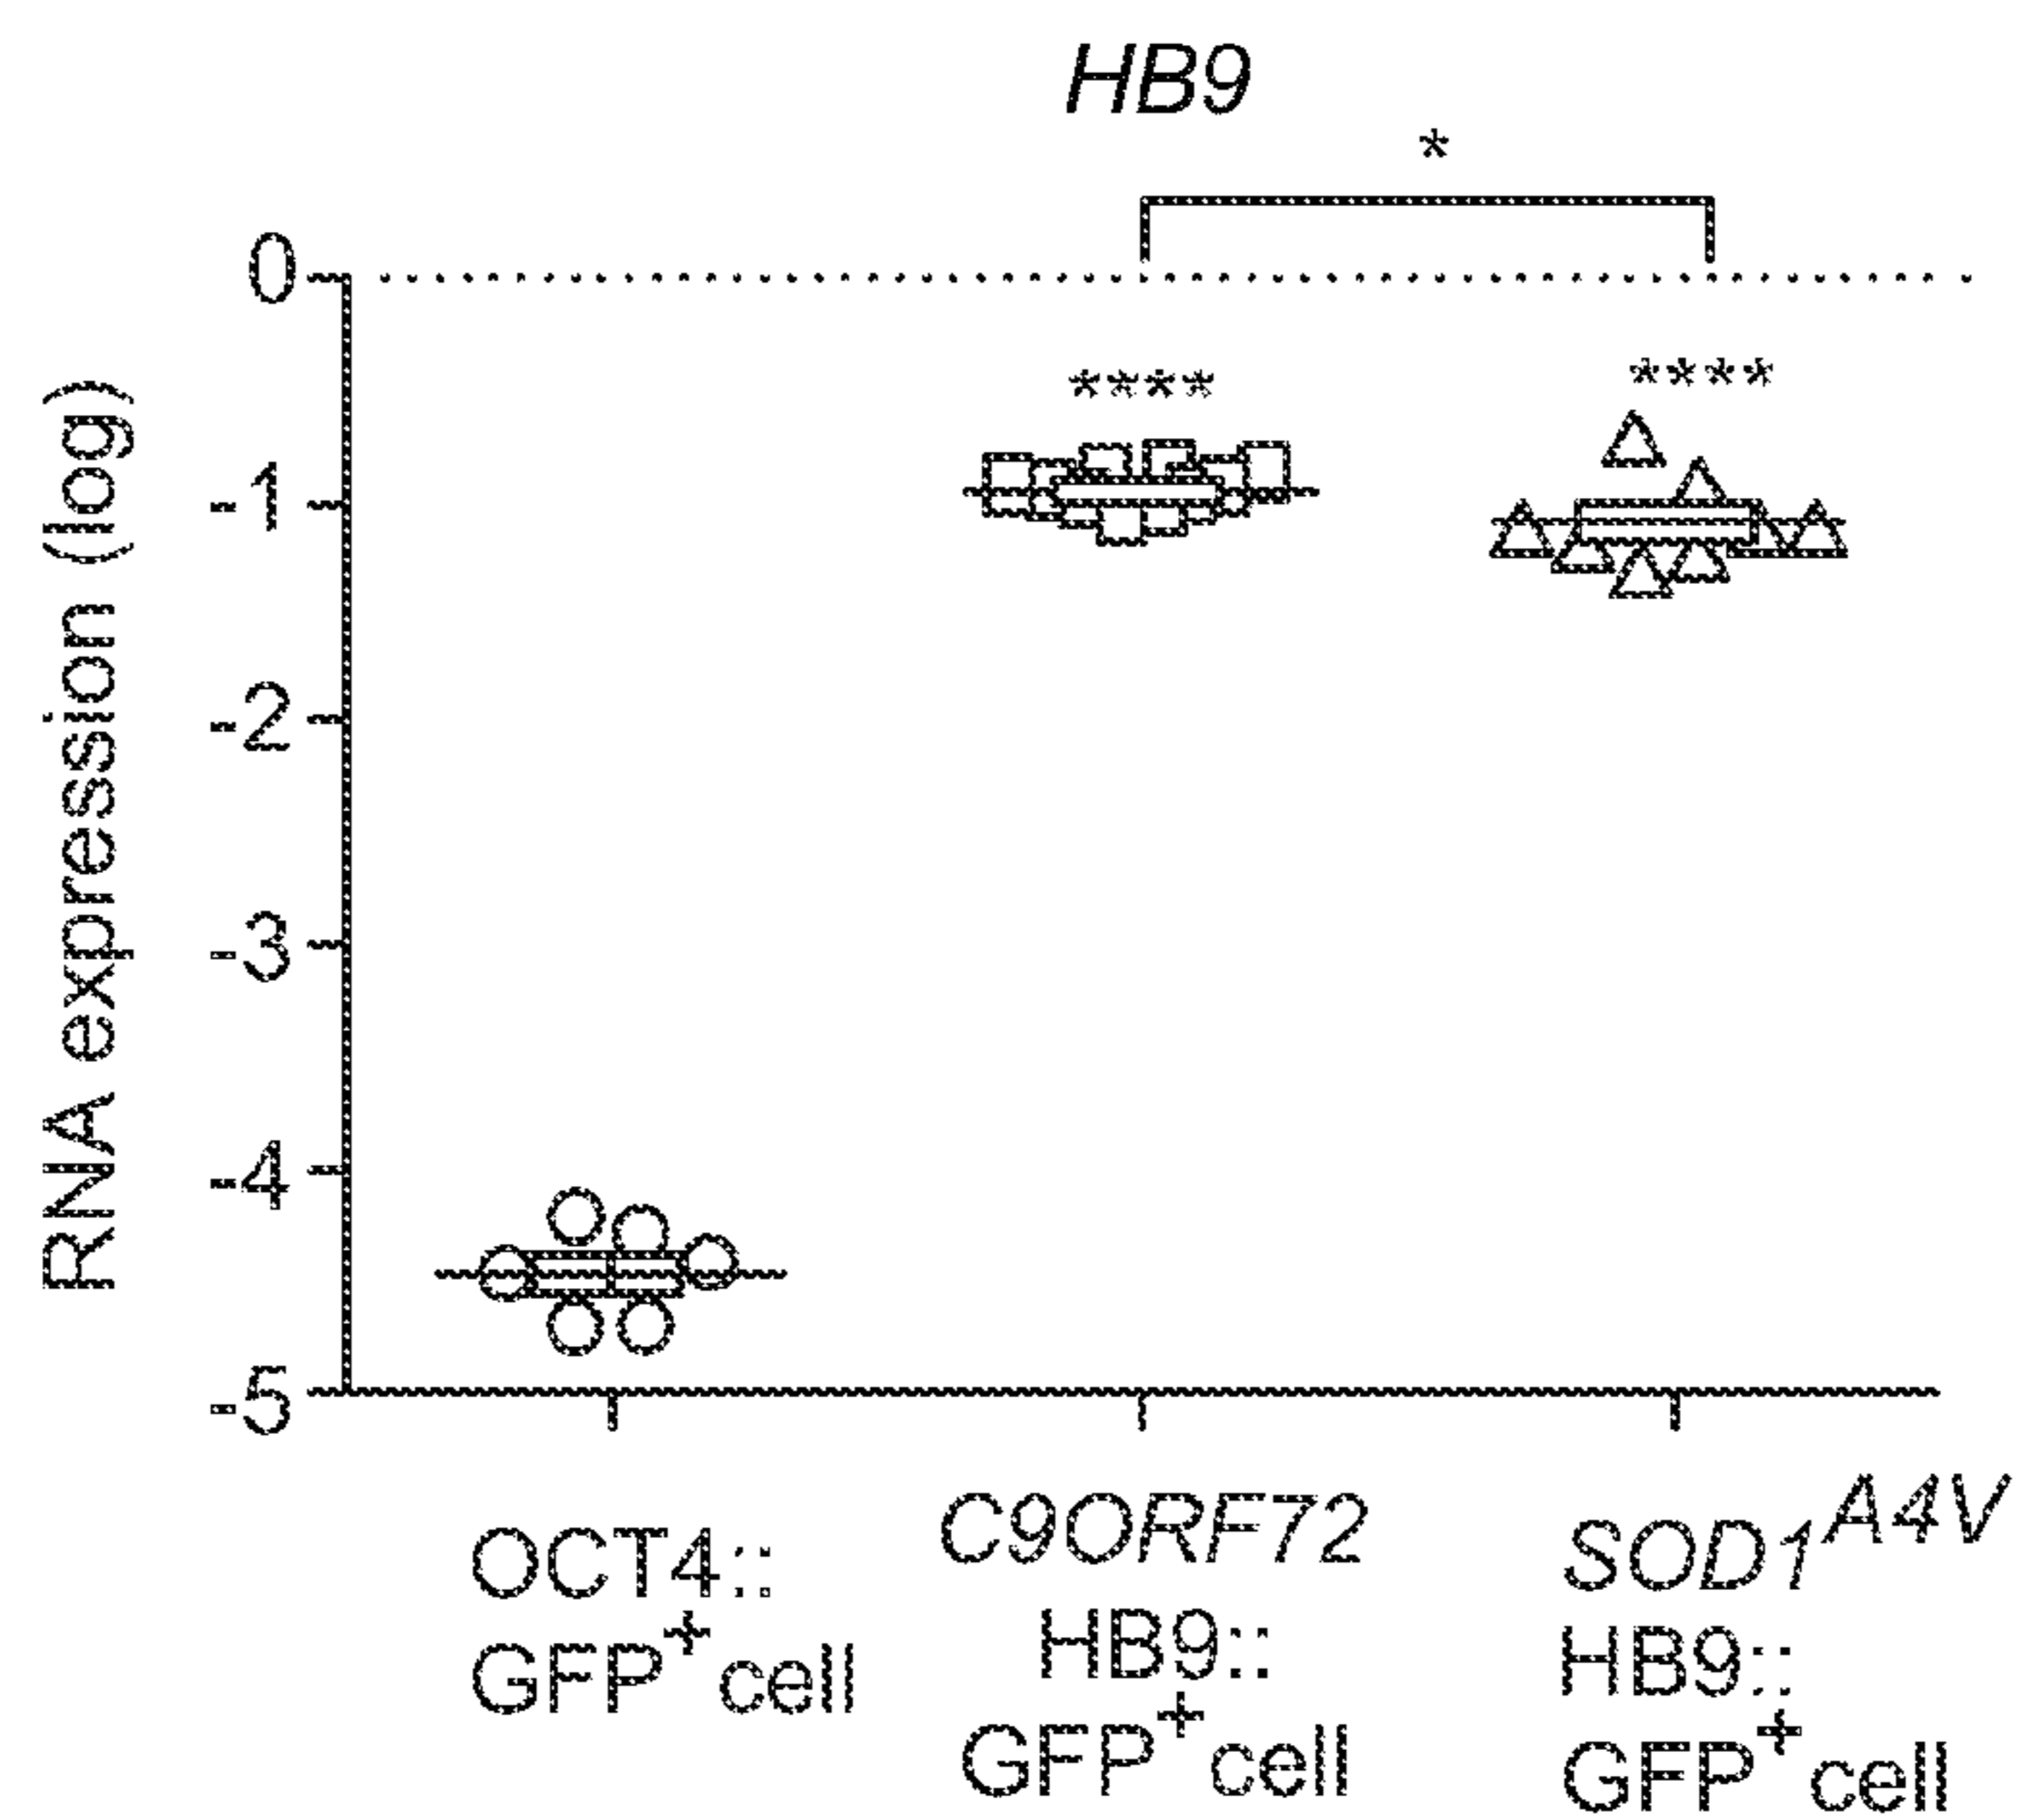 HB9
*
0
**** ****
-1
-2
-3
-4
-5
RNA expression (log)
OCT4::
GFP+cell
C9ORF72
HB9::
GFP+cell
SOD1A4V
HB9::
GFP+cell